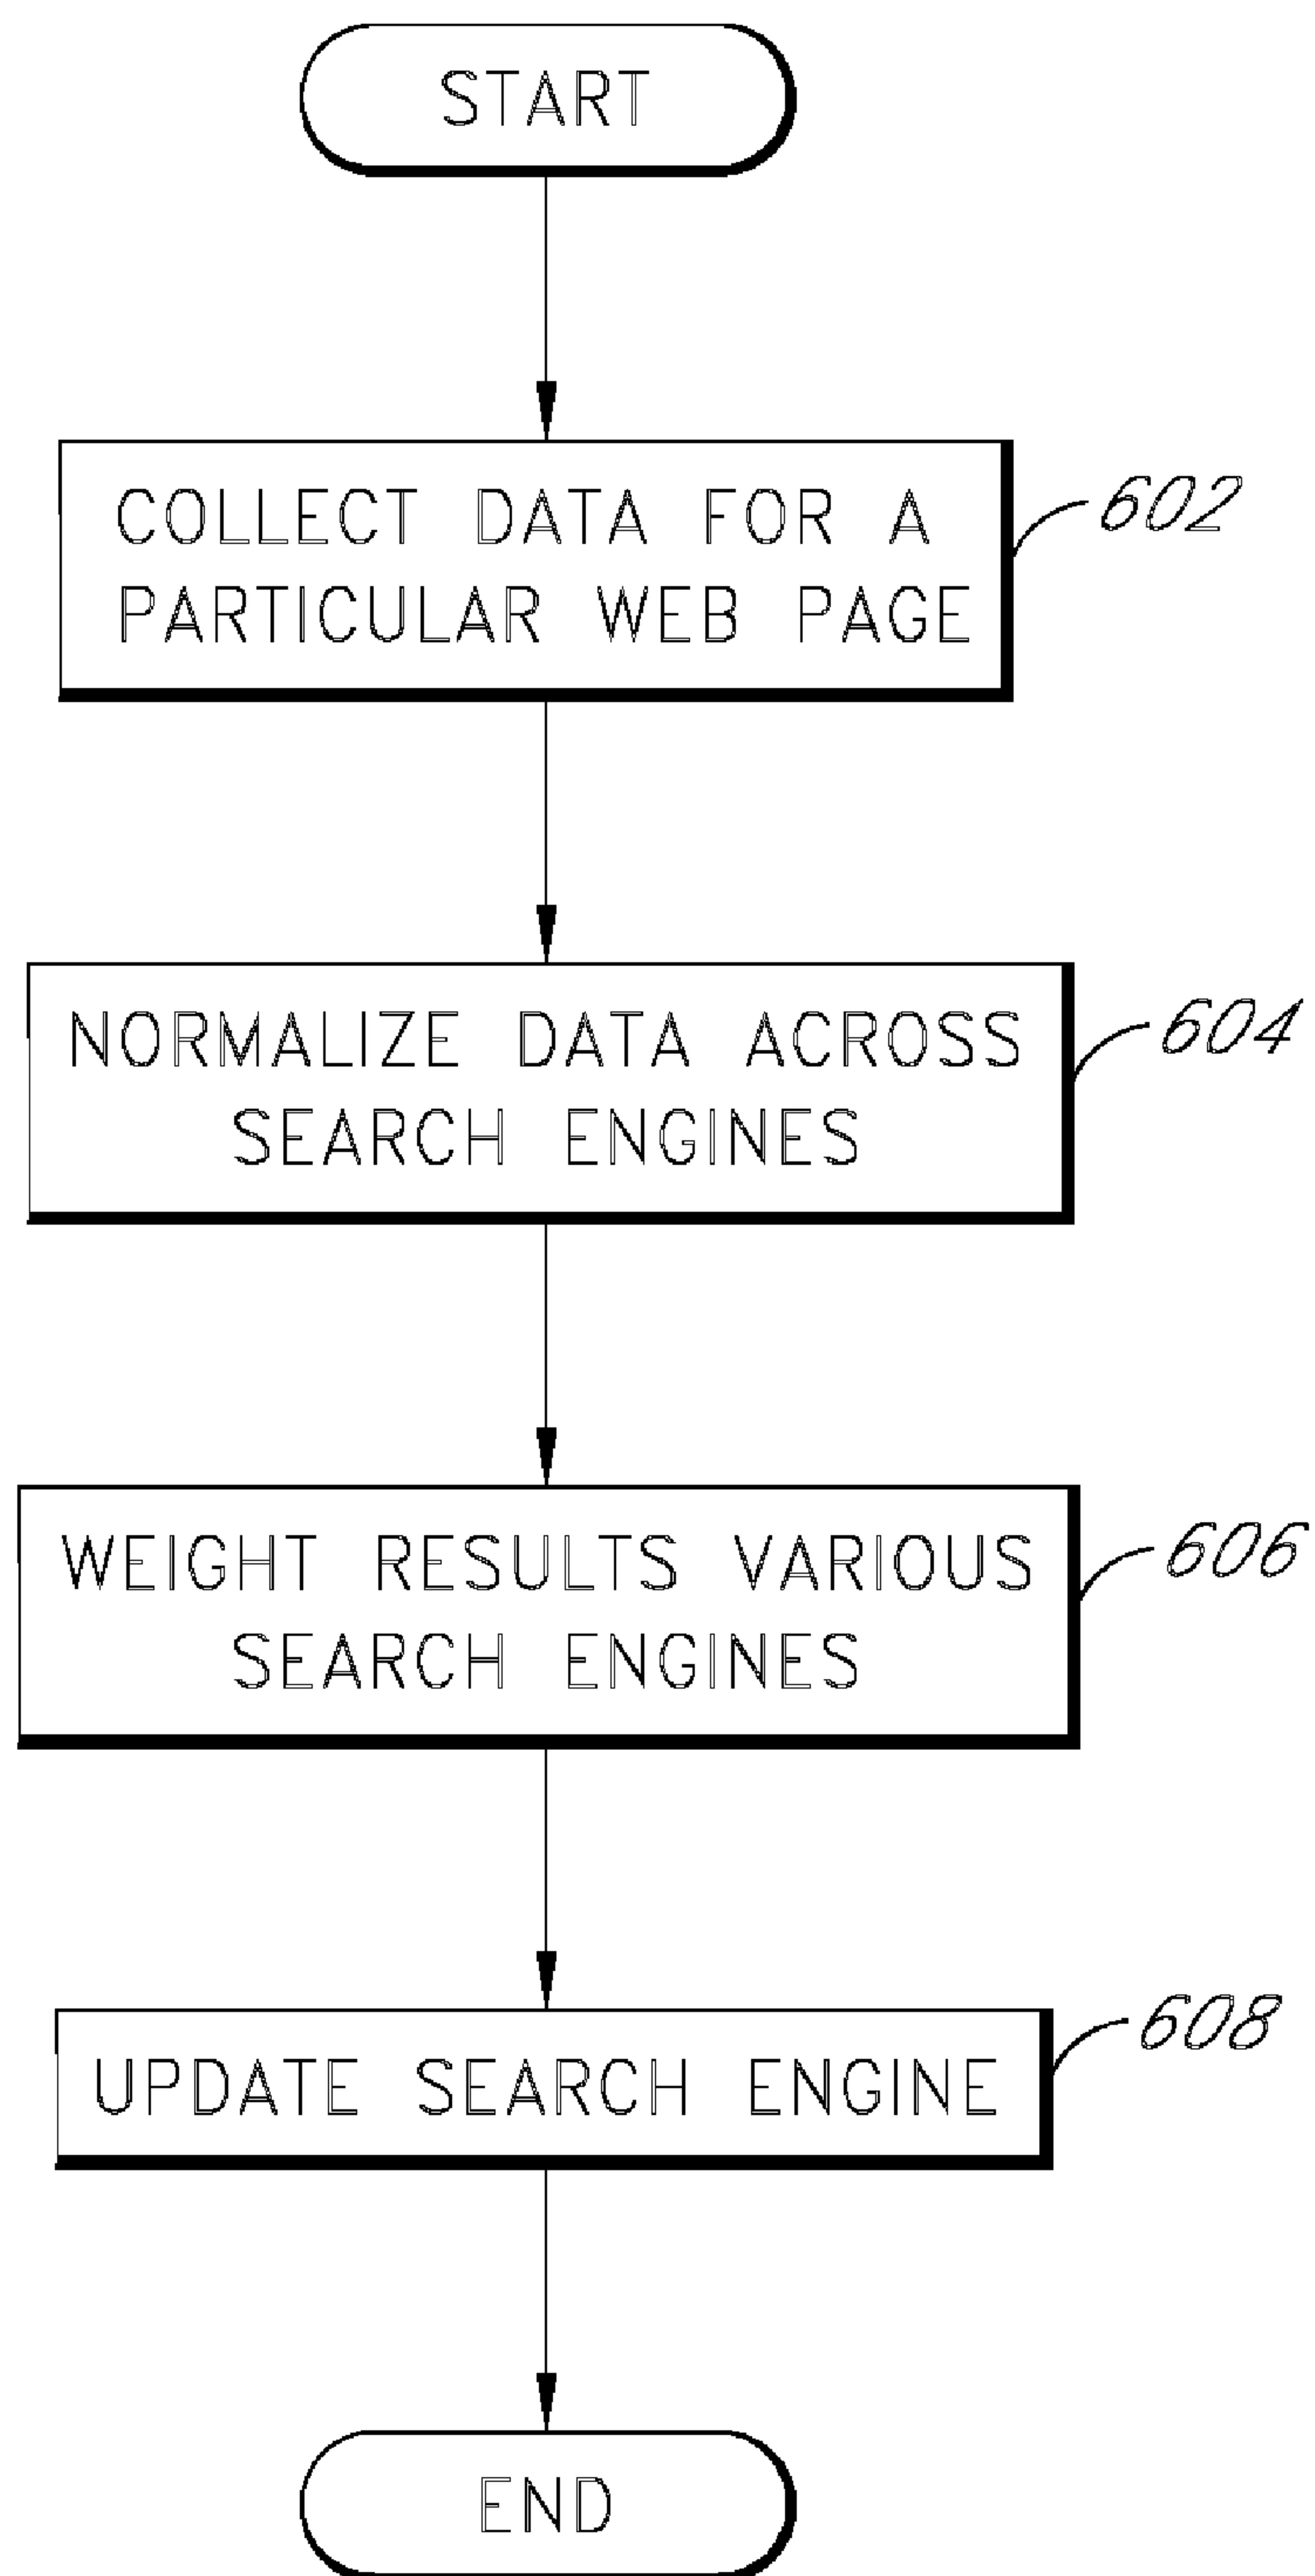 START
COLLECT DATA FOR A
PARTICULAR WEB PAGE
602
NORMALIZE DATA ACROSS
SEARCH ENGINES
604
WEIGHT RESULTS VARIOUS
SEARCH ENGINES
606
UPDATE SEARCH ENGINE
608
END